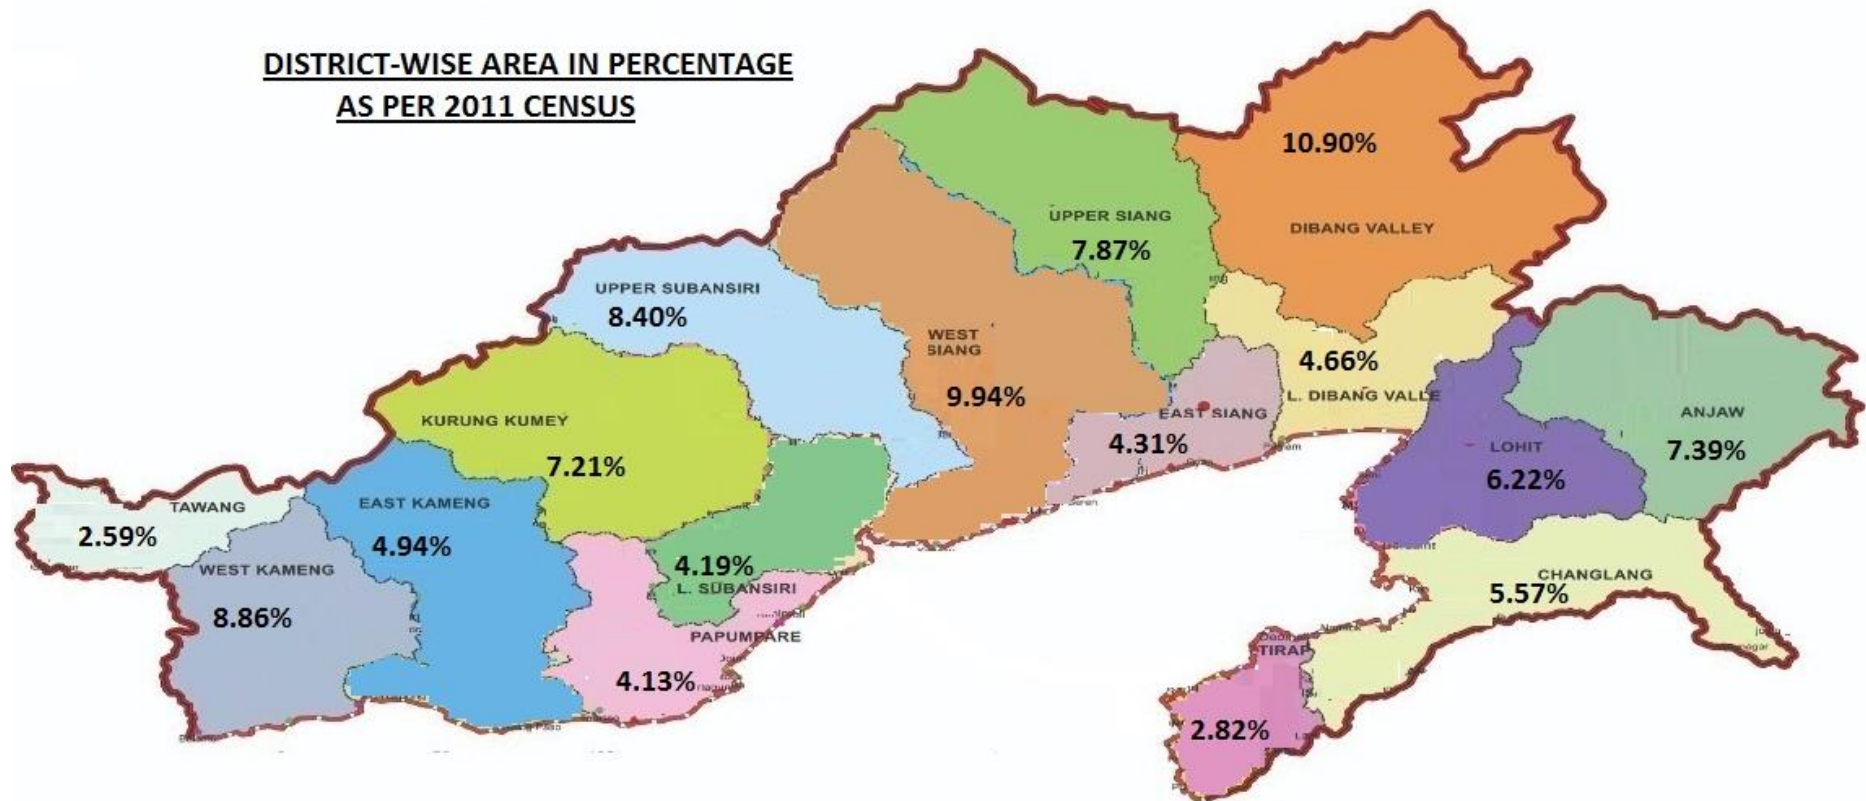 DISTRICT-WISE AREA IN PERCENTAGE
AS PER 2011 CENSUS
10.90%
DIBANG VALLEY
UPPER SIANG
7.87%
UPPER SUBANSIRI
8.40%
WEST
SIANG
9.94%
4.66%
L. DIBANG VALLE
EAST SIANG
4.31%
ANJAW
7.39%
LOHIT
6.22%
KURUNG KUMEY
7.21%
TAWANG
2.59%
EAST KAMENG
4.94%
WEST KAMENG
8.86%
4.19%
L. SUBANSIRI
PAPUMPARE
4.13%
CHANGLANG
5.57%
TIRAP
2.82%